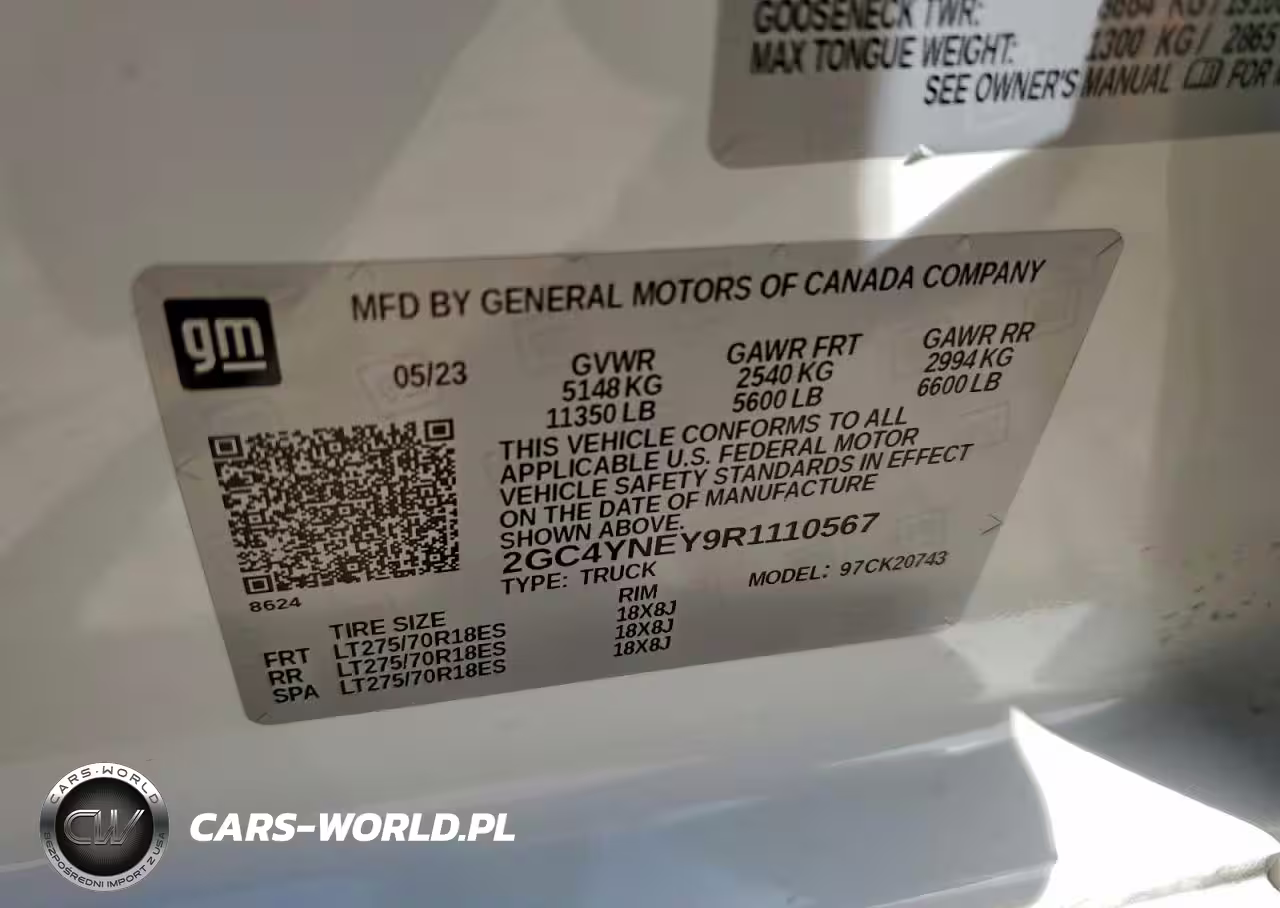 GOOSENECK TWR: KG/
MAX TONGUE WEIGHT: 1300 KG/ 2865
SEE OWNER'S MANUAL FOR
gm
MFD BY GENERAL MOTORS OF CANADA COMPANY
05/23
GVWR GAWR FRT GAWR RR
5148 KG 2540 KG 2994 KG
11350 LB 5600 LB 6600 LB
THIS VEHICLE CONFORMS TO ALL
APPLICABLE U.S. FEDERAL MOTOR
VEHICLE SAFETY STANDARDS IN EFFECT
ON THE DATE OF MANUFACTURE
SHOWN ABOVE.
2GC4YNEY9R1110567
TYPE: TRUCK MODEL: 97CK20743
8624
TIRE SIZE RIM
FRT LT275/70R18ES 18X8J
RR LT275/70R18ES 18X8J
SPA LT275/70R18ES 18X8J
CARS-WORLD
CW
BEZPOŚREDNI IMPORT Z USA
CARS-WORLD.PL